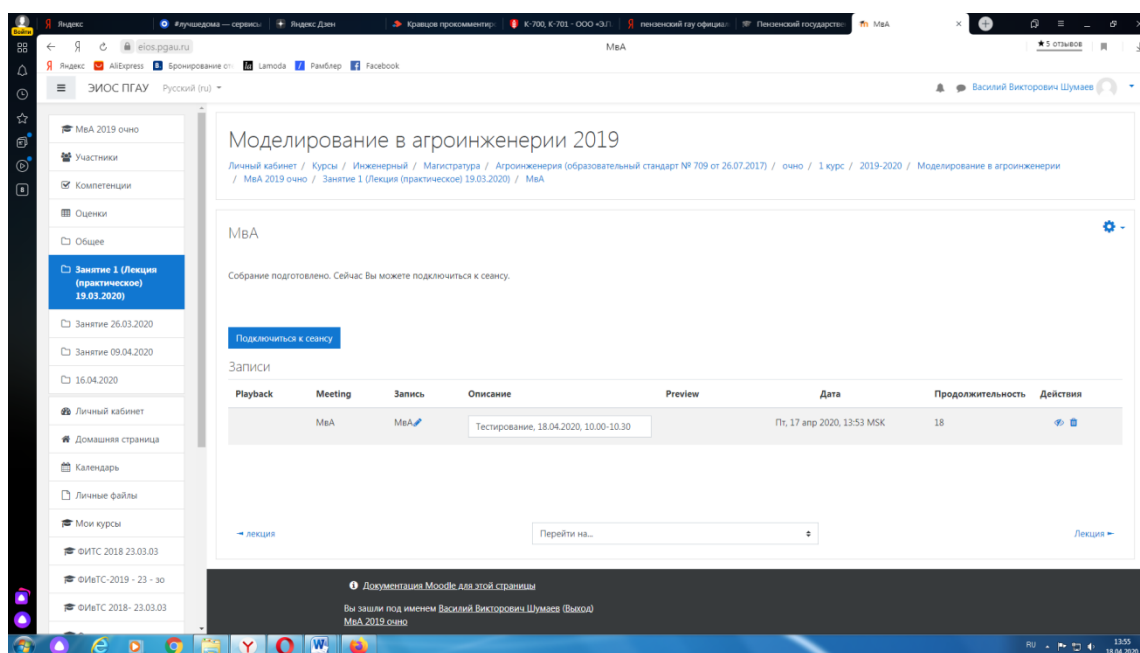 Войти
Яндекс
#лучшедома — сервисы
Яндекс Дзен
Кравцов прокомментир
К-700, К-701 - ООО «З.Г.
пензенский гау официал
Пензенский государстве
МвА
eios.pgau.ru
МвА
★ 5 отзывов
Яндекс
AliExpress
Бронирование от
Lamoda
Рамблер
Facebook
ЭИОС ПГАУ
Русский (ru)
Василий Викторович Шумаев
МвА 2019 очно
Участники
Компетенции
Оценки
Общее
Занятие 1 (Лекция
(практическое)
19.03.2020)
Занятие 26.03.2020
Занятие 09.04.2020
16.04.2020
Личный кабинет
Домашняя страница
Календарь
Личные файлы
Мои курсы
ФИТС 2018 23.03.03
ФИвТС-2019 - 23 - зо
ФИвТС 2018- 23.03.03
Моделирование в агроинженерии 2019
Личный кабинет / Курсы / Инженерный / Магистратура / Агроинженерия (образовательный стандарт № 709 от 26.07.2017) / очно / 1 курс / 2019-2020 / Моделирование в агроинженерии
/ МвА 2019 очно / Занятие 1 (Лекция (практическое) 19.03.2020) / МвА
МвА
Собрание подготовлено. Сейчас Вы можете подключиться к сеансу.
Подключиться к сеансу
Записи
Playback Meeting Запись Описание Preview Дата Продолжительность Действия
МвА МвА Тестирование, 18.04.2020, 10.00-10.30 Пт, 17 апр 2020, 13:53 MSK 18
◄ лекция
Перейти на...
Лекция ►
Документация Moodle для этой страницы
Вы зашли под именем Василий Викторович Шумаев (Выход)
МвА 2019 очно
RU
13:55
18.04.2020